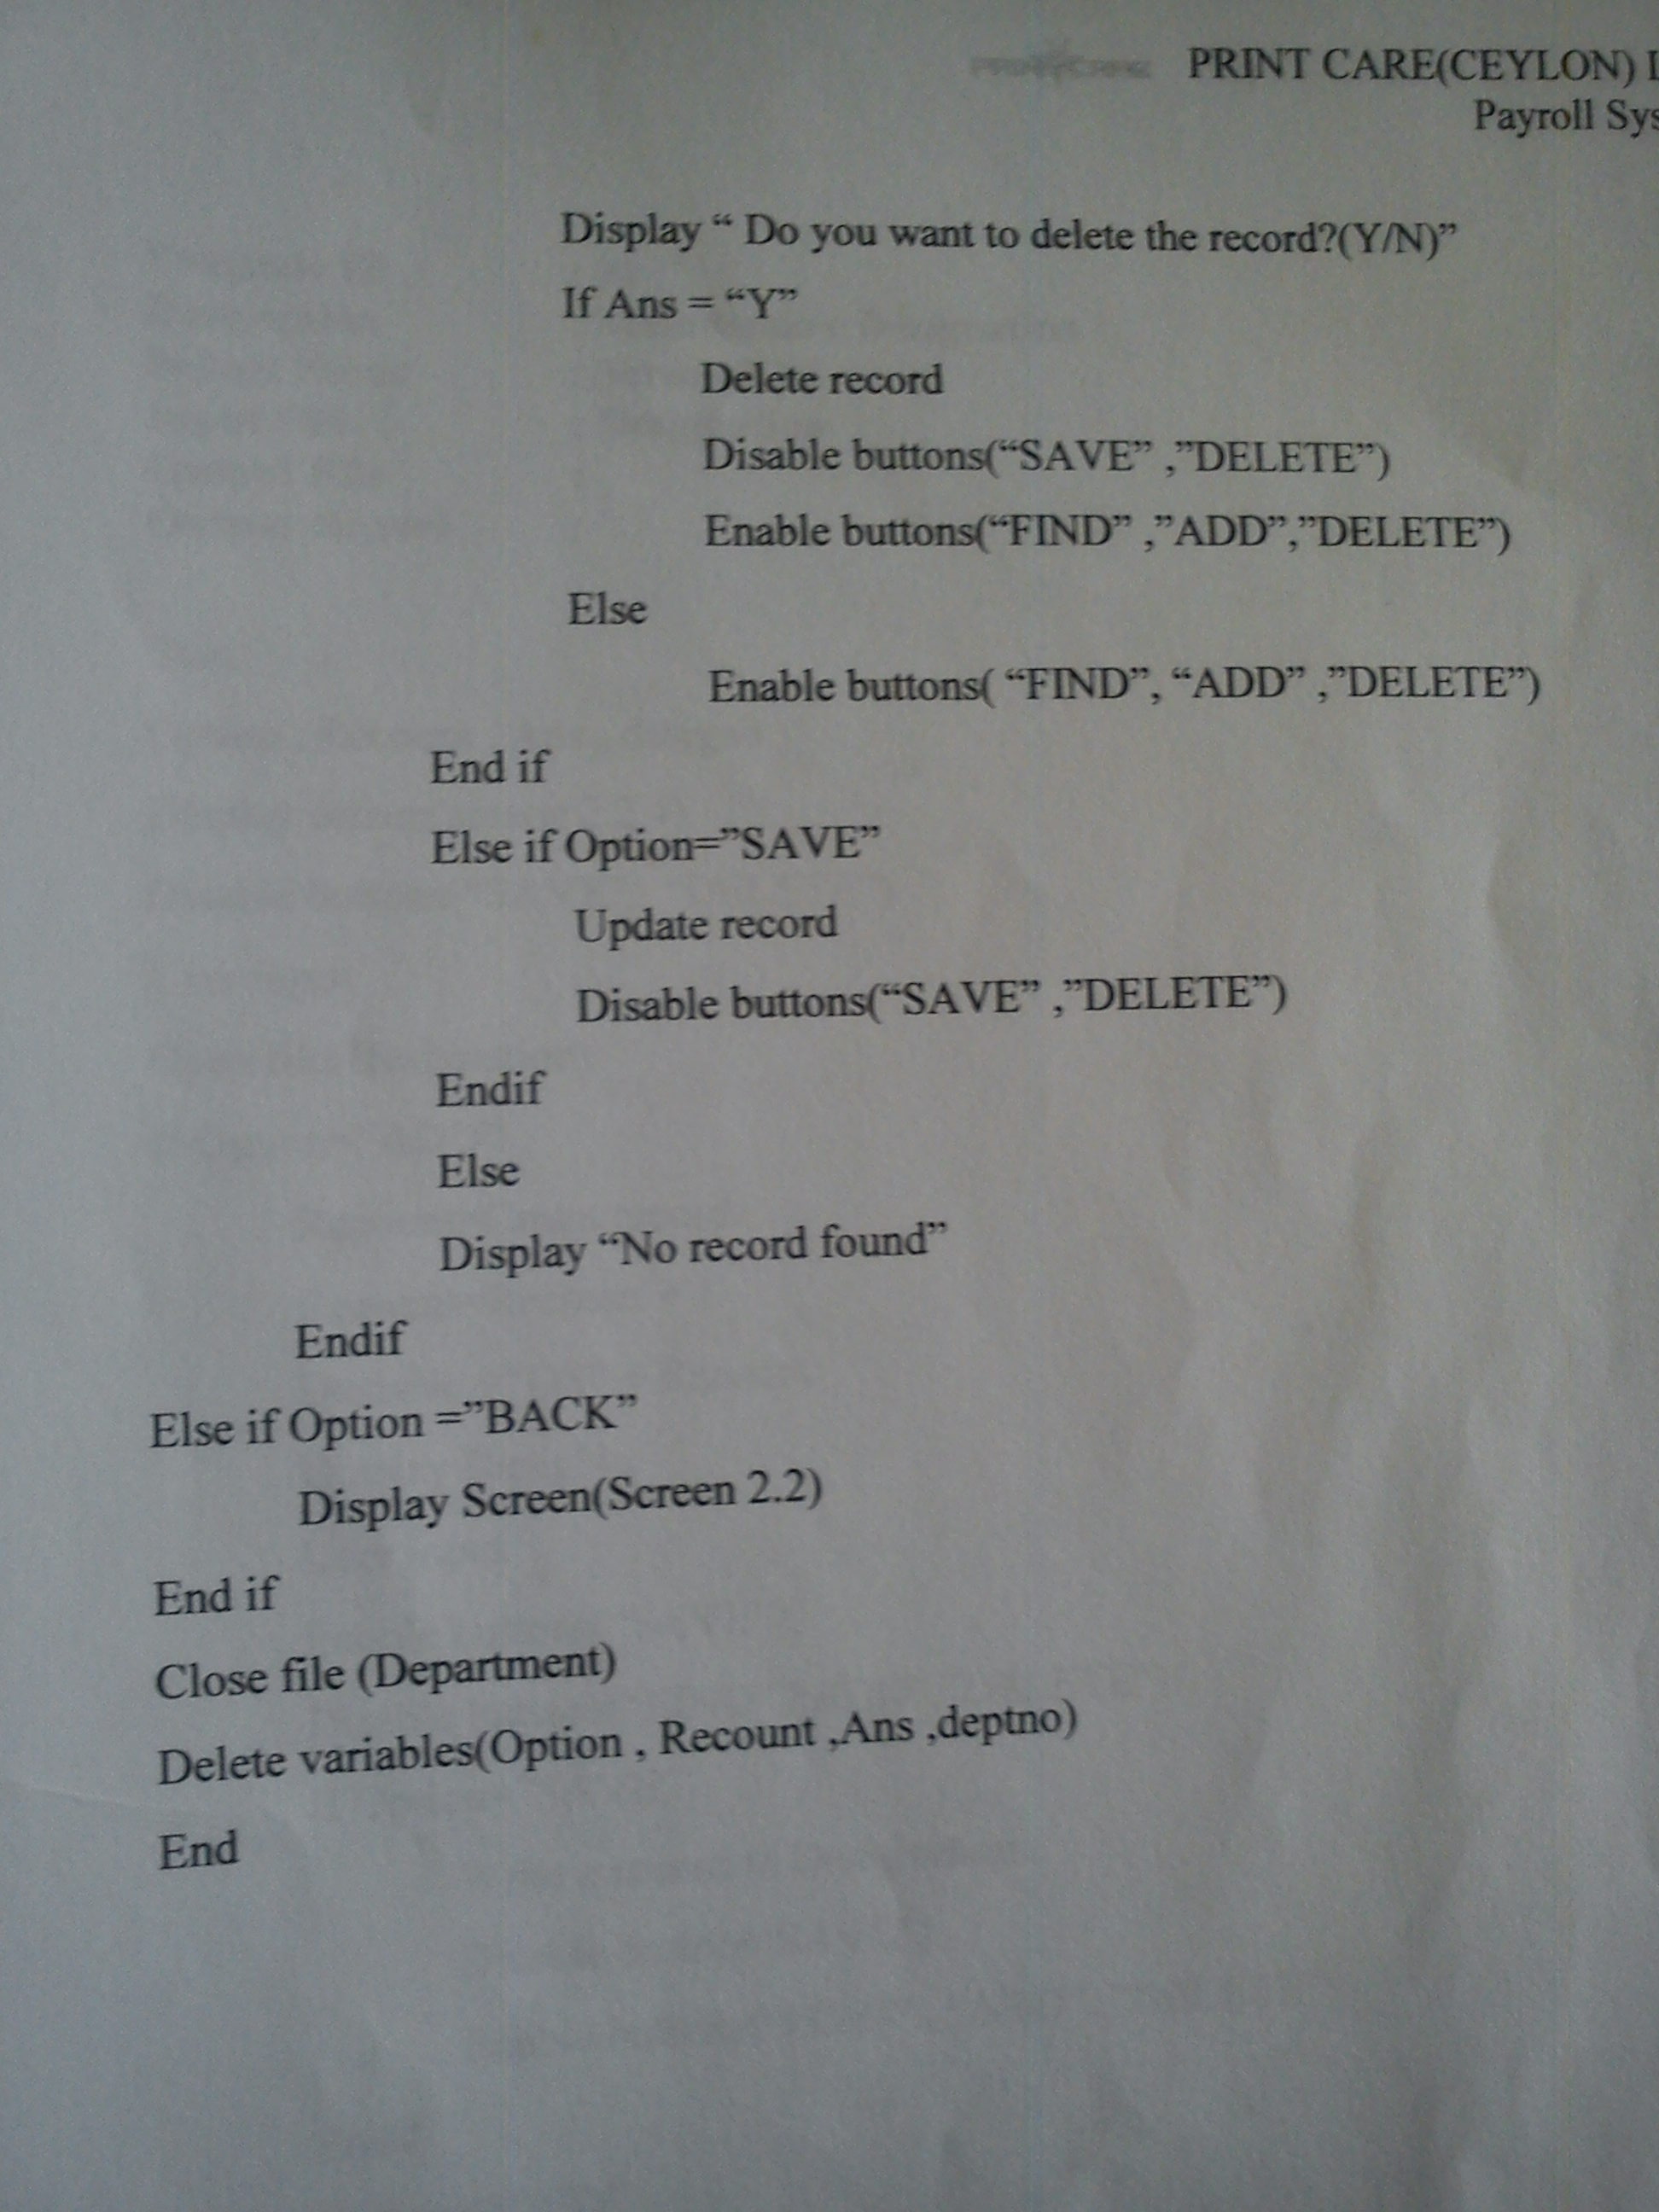 PRINT CARE(CEYLON)
Payroll
Display “ Do you want to delete the record?(Y/N)”
If Ans = “Y”
Delete record
Disable buttons(“SAVE” ,”DELETE”)
Enable buttons(“FIND” ,”ADD”,”DELETE”)
Else
Enable buttons( “FIND”, “ADD” ,”DELETE”)
End if
Else if Option=”SAVE”
Update record
Disable buttons(“SAVE” ,”DELETE”)
Endif
Else
Display “No record found”
Endif
Else if Option =”BACK”
Display Screen(Screen 2.2)
End if
Close file (Department)
Delete variables(Option , Recount ,Ans ,deptno)
End